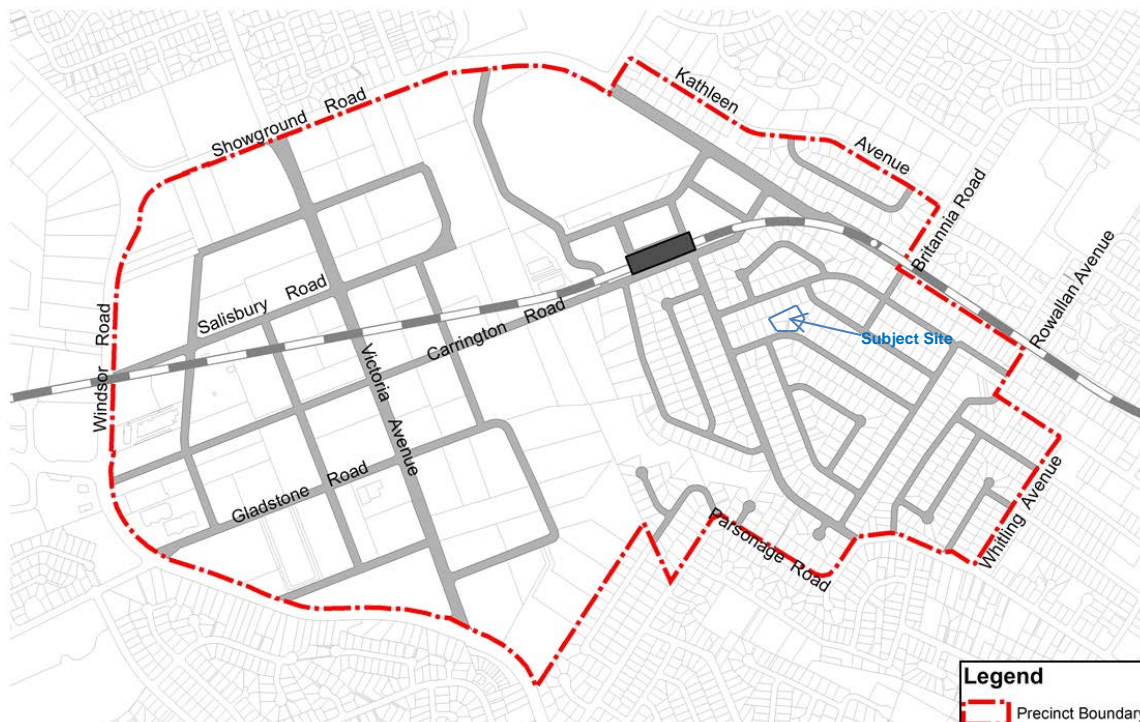 Kathleen
Avenue
Showground Road
Britannia Road
Rowallan Avenue
Salisbury Road
Windsor Road
Carrington Road
Subject Site
Victoria Avenue
Gladstone Road
Parsonage Road
Whitling Avenue
Legend
Precinct Boundary